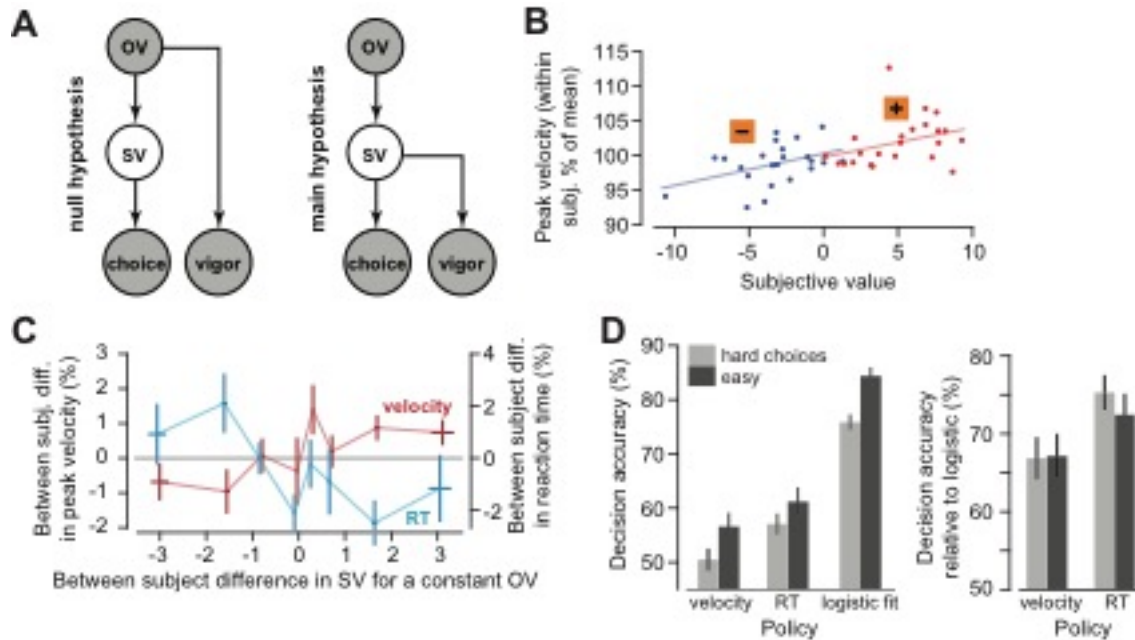 A
null hypothesis
OV
SV
choice
vigor
main hypothesis
OV
SV
choice
vigor
B
Peak velocity (within
subj. % of mean)
115
110
105
100
95
90
−
+
-10
-5
0
5
10
Subjective value
C
Between subj. diff.
in peak velocity (%)
3
2
1
0
-1
-2
velocity
RT
4
2
0
-2
Between subject diff.
in reaction time (%)
-3
-2
-1
0
1
2
3
Between subject difference in SV for a constant OV
D
Decision accuracy (%)
90
80
70
60
50
hard choices
easy
velocity
RT
logistic fit
Policy
Decision accuracy
relative to logistic (%)
80
70
60
50
velocity
RT
Policy